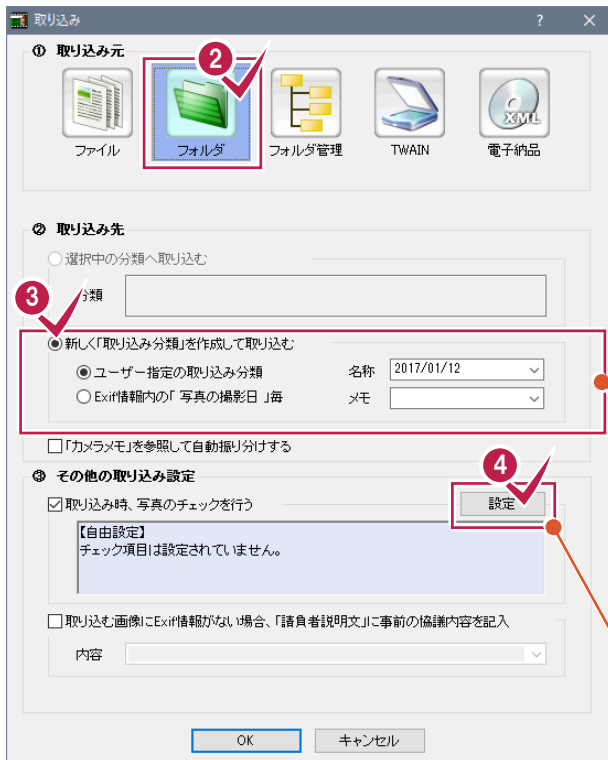 取り込み ? ×
① 取り込み元
2
ファイル フォルダ フォルダ管理 TWAIN 電子納品
XML
② 取り込み先
選択中の分類へ取り込む
3
分類
新しく「取り込み分類」を作成して取り込む
ユーザー指定の取り込み分類 名称 2017/01/12
Exif情報内の「 写真の撮影日 」毎 メモ
「カメラメモ」を参照して自動振り分けする
4
③ その他の取り込み設定
取り込み時、写真のチェックを行う 設定
【自由設定】
チェック項目は設定されていません。
取り込む画像にExif情報がない場合、「請負者説明文」に事前の協議内容を記入
内容
OK キャンセル